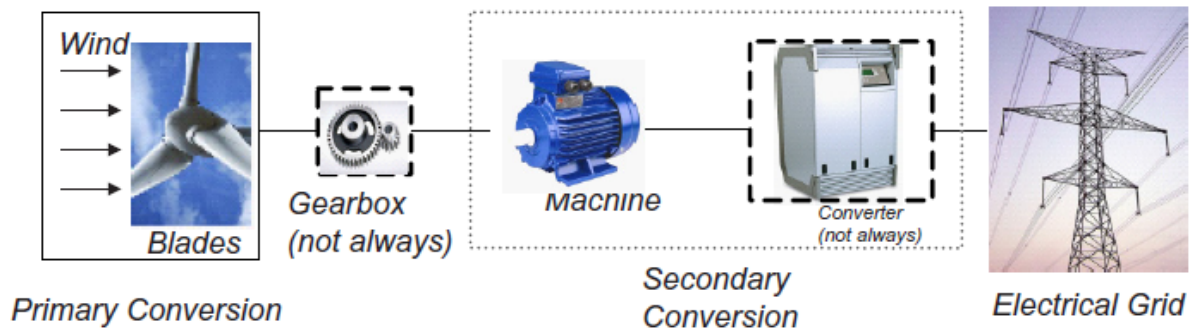 Wind
Blades
Primary Conversion
Gearbox
(not always)
Machine
Converter
(not always)
Secondary
Conversion
Electrical Grid